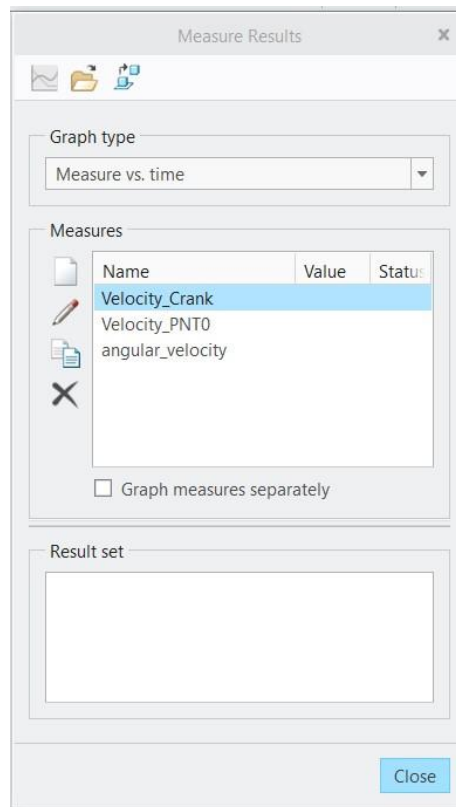 Measure Results
Graph type
Measure vs. time
Measures
Name Value Status
Velocity_Crank
Velocity_PNT0
angular_velocity
Graph measures separately
Result set
Close